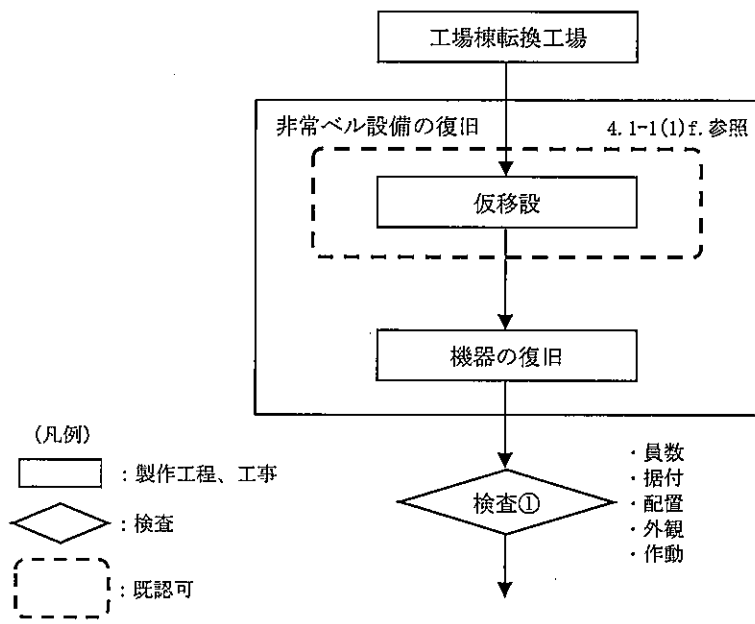 工場棟転換工場
非常ベル設備の復旧 4.1-1(1)f.参照
仮移設
機器の復旧
検査①
・員数
・据付
・配置
・外観
・作動
(凡例)
：製作工程、工事
：検査
：既認可